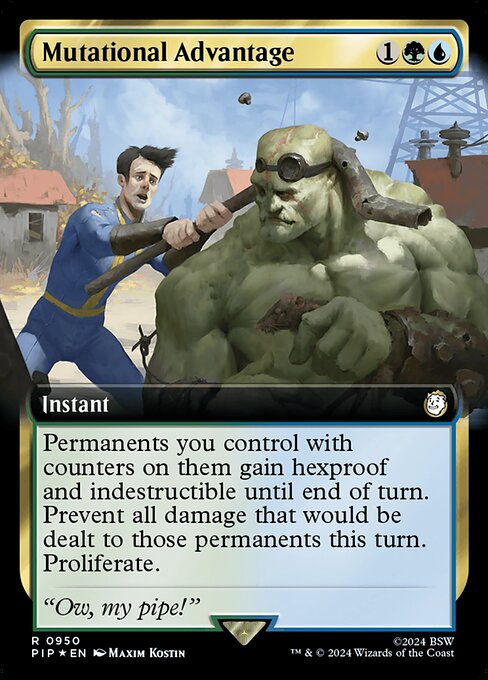 Mutational Advantage 1
Instant
Permanents you control with
counters on them gain hexproof
and indestructible until end of turn.
Prevent all damage that would be
dealt to those permanents this turn.
Proliferate.
“Ow, my pipe!”
R 0950
PIP ★ EN Maxim Kostin
©2024 BSW
™ & © 2024 Wizards of the Coast